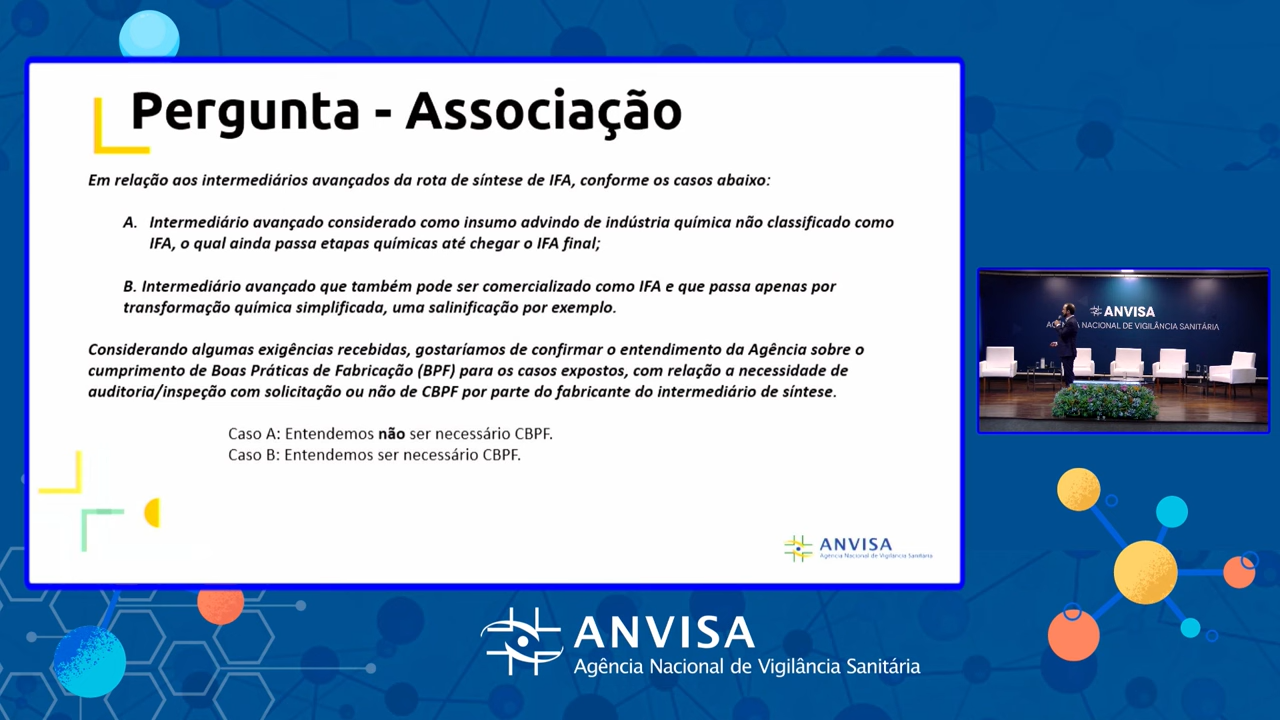 Pergunta - Associação
Em relação aos intermediários avançados da rota de síntese de IFA, conforme os casos abaixo:
A. Intermediário avançado considerado como insumo advindo de indústria química não classificado como
IFA, o qual ainda passa etapas químicas até chegar o IFA final;
B. Intermediário avançado que também pode ser comercializado como IFA e que passa apenas por
transformação química simplificada, uma salinificação por exemplo.
Considerando algumas exigências recebidas, gostaríamos de confirmar o entendimento da Agência sobre o
cumprimento de Boas Práticas de Fabricação (BPF) para os casos expostos, com relação a necessidade de
auditoria/inspeção com solicitação ou não de CBPF por parte do fabricante do intermediário de síntese.
Caso A: Entendemos não ser necessário CBPF.
Caso B: Entendemos ser necessário CBPF.
ANVISA
Agência Nacional de Vigilância Sanitária
ANVISA
NACIONAL DE VIGILÂNCIA SANITÁRIA
ANVISA
Agência Nacional de Vigilância Sanitária